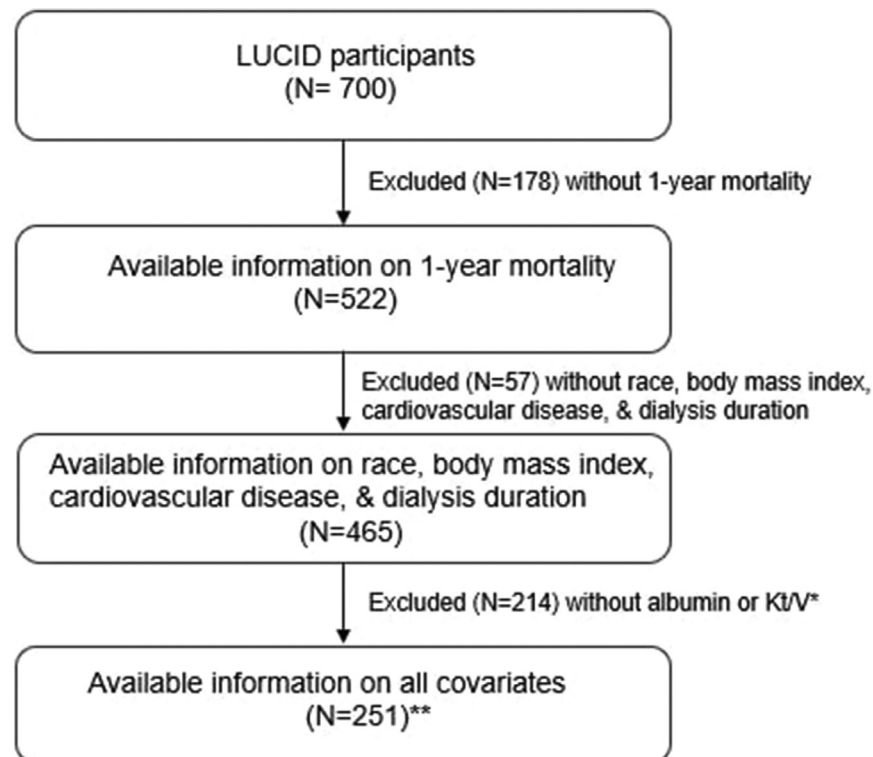 LUCID participants
(N= 700)
Excluded (N=178) without 1-year mortality
Available information on 1-year mortality
(N=522)
Excluded (N=57) without race, body mass index,
cardiovascular disease, & dialysis duration
Available information on race, body mass index,
cardiovascular disease, & dialysis duration
(N=465)
Excluded (N=214) without albumin or Kt/V*
Available information on all covariates
(N=251)**